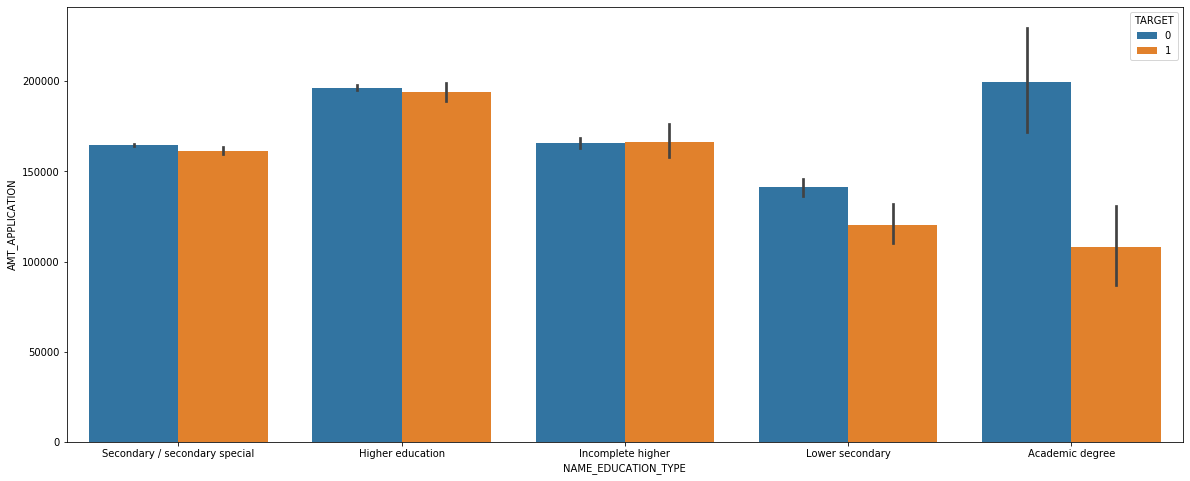 TARGET
0
1
AMT_APPLICATION
200000
150000
100000
50000
0
Secondary / secondary special
Higher education
Incomplete higher
Lower secondary
Academic degree
NAME_EDUCATION_TYPE